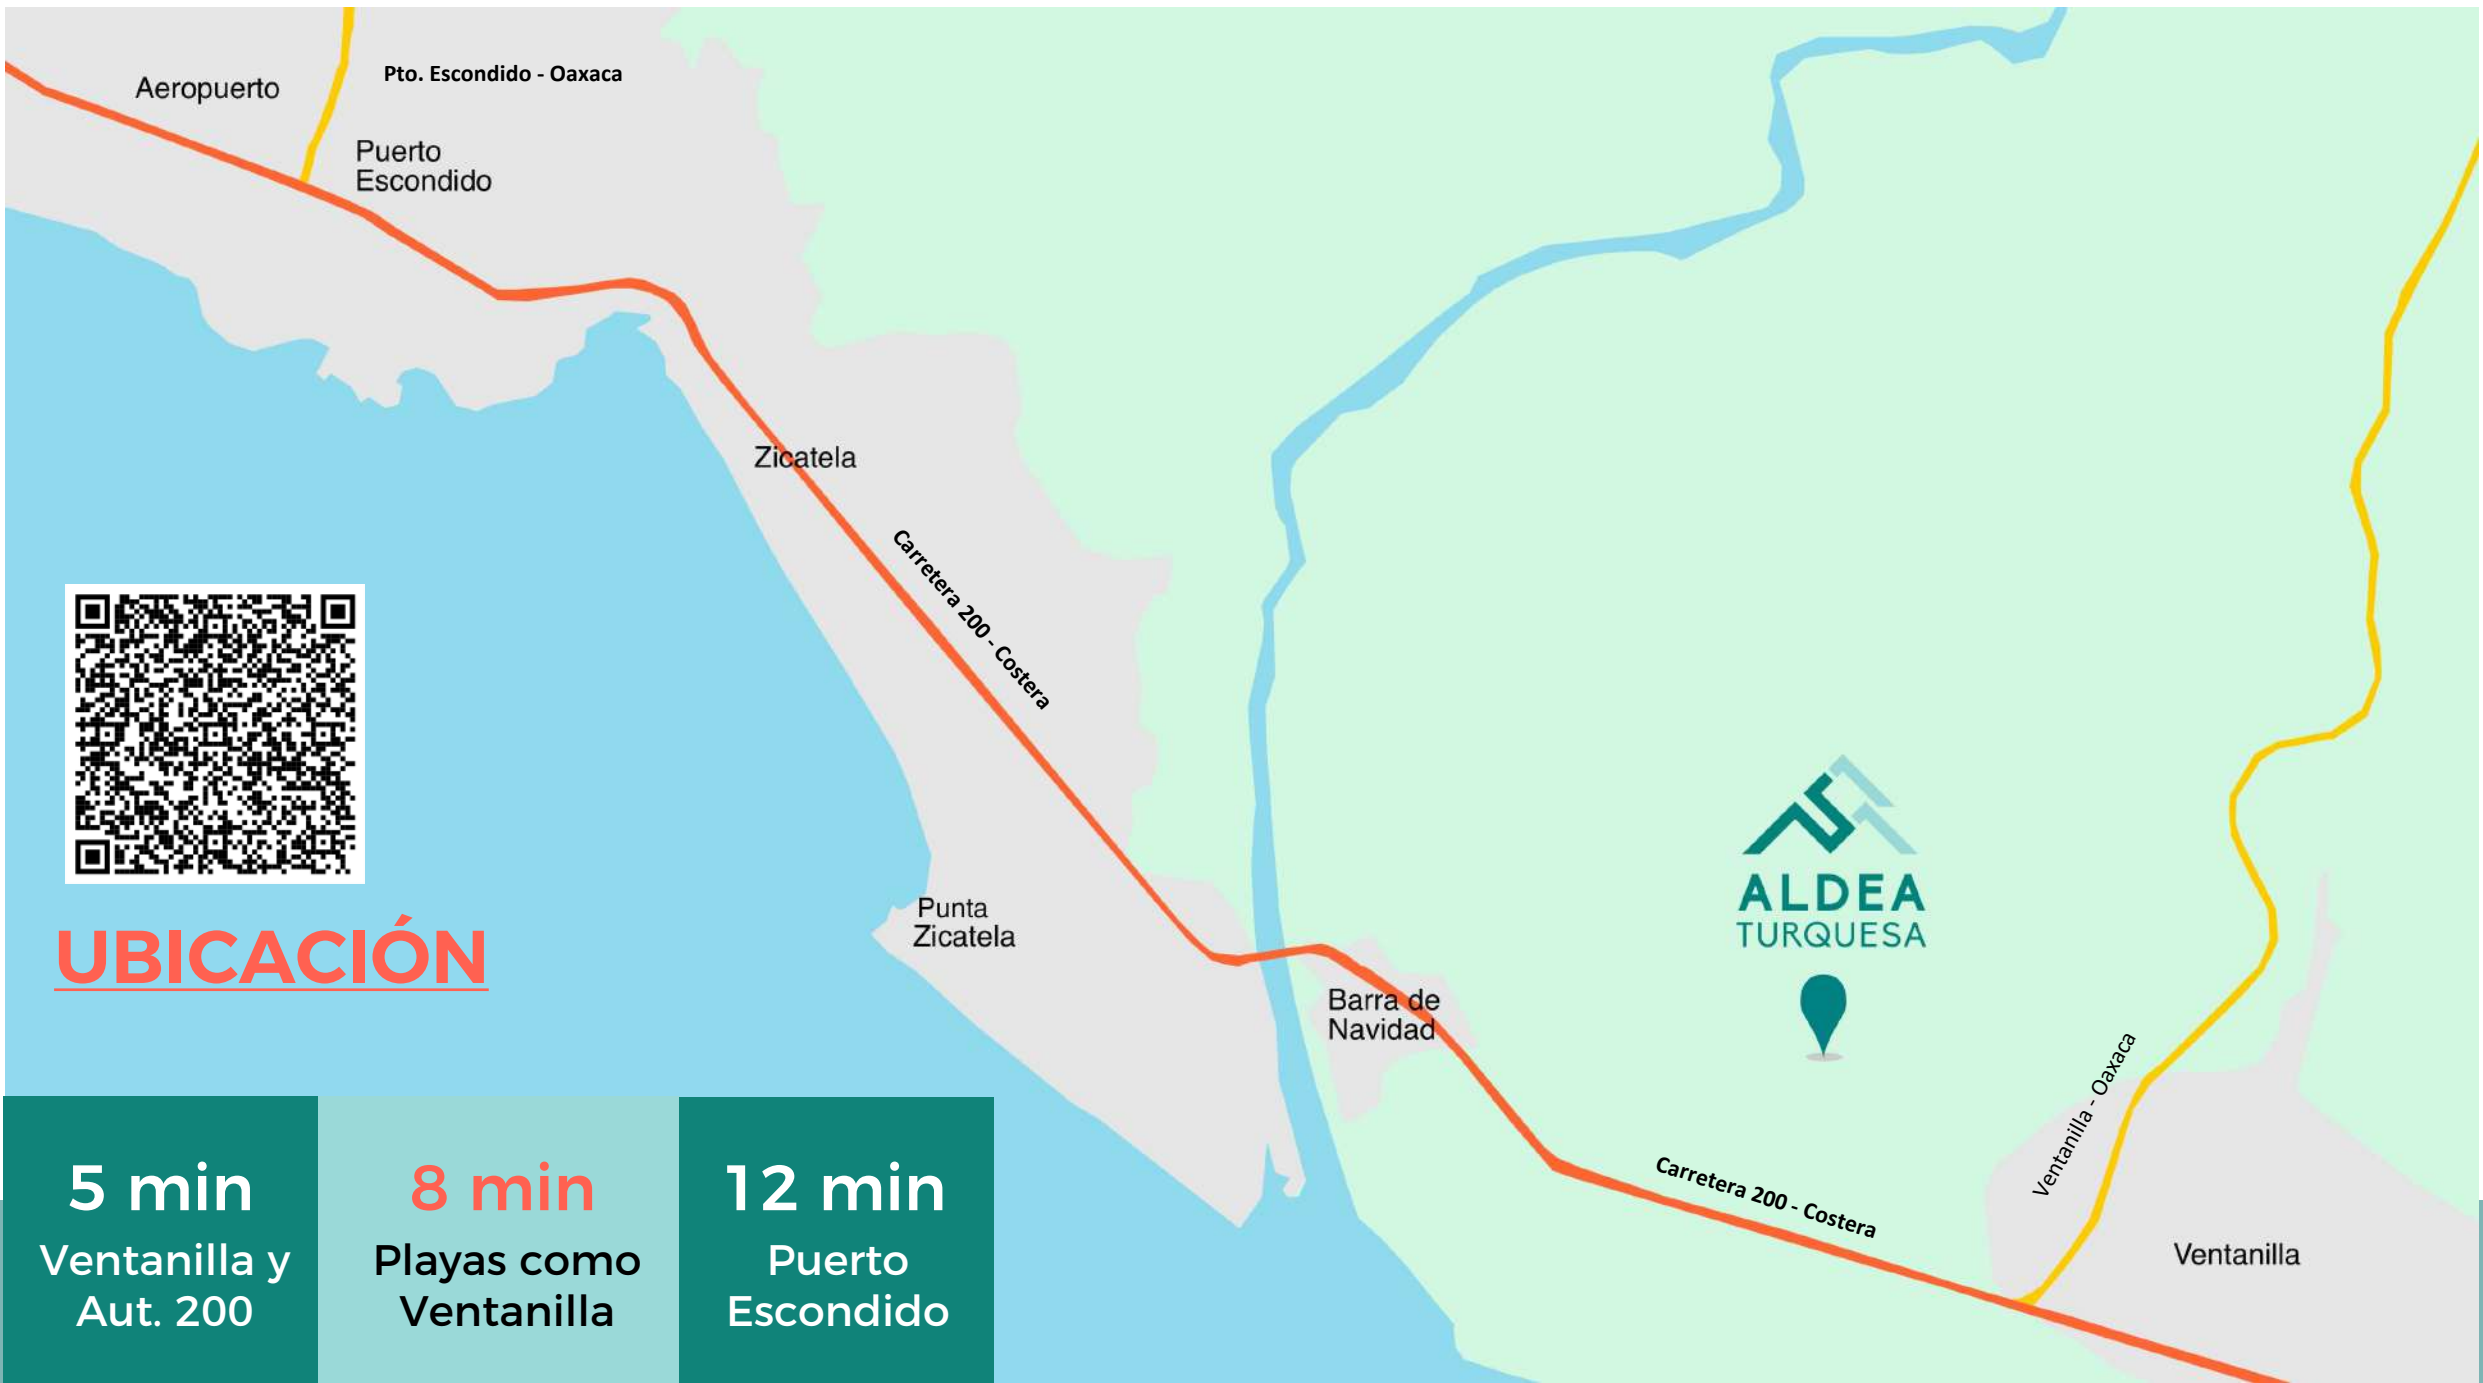 Aeropuerto
Pto. Escondido - Oaxaca
Puerto
Escondido
Zicatela
Carretera 200 - Costera
Punta
Zicatela
Barra de
Navidad
ALDEA
TURQUESA
Ventanilla - Oaxaca
Carretera 200 - Costera
Ventanilla
UBICACIÓN
5 min
Ventanilla y
Aut. 200
8 min
Playas como
Ventanilla
12 min
Puerto
Escondido